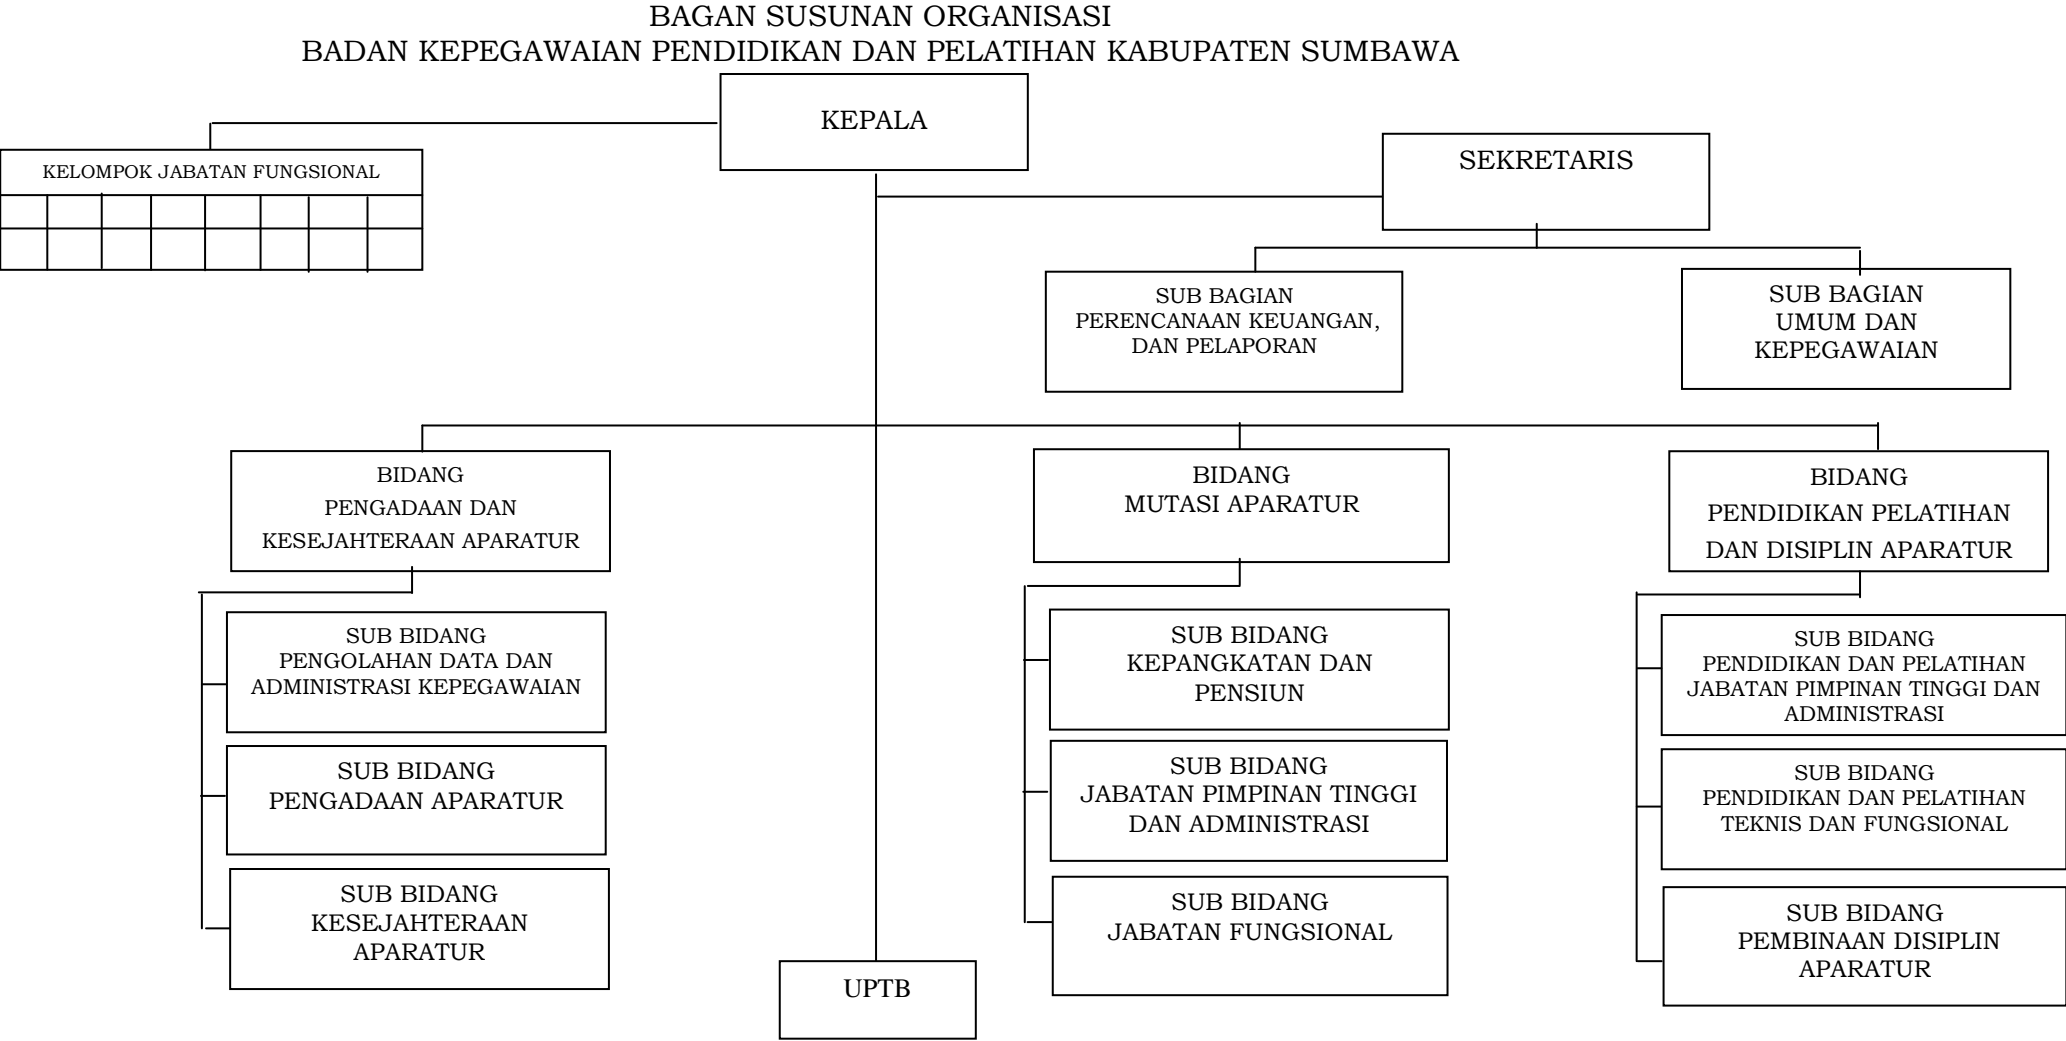 BAGAN SUSUNAN ORGANISASI
BADAN KEPEGAWAIAN PENDIDIKAN DAN PELATIHAN KABUPATEN SUMBAWA
KEPALA
KELOMPOK JABATAN FUNGSIONAL
SEKRETARIS
SUB BAGIAN
PERENCANAAN KEUANGAN,
DAN PELAPORAN
SUB BAGIAN
UMUM DAN
KEPEGAWAIAN
BIDANG
PENGADAAN DAN
KESEJAHTERAAN APARATUR
BIDANG
MUTASI APARATUR
BIDANG
PENDIDIKAN PELATIHAN
DAN DISIPLIN APARATUR
SUB BIDANG
PENGOLAHAN DATA DAN
ADMINISTRASI KEPEGAWAIAN
SUB BIDANG
PENGADAAN APARATUR
SUB BIDANG
KESEJAHTERAAN
APARATUR
SUB BIDANG
KEPANGKATAN DAN
PENSIUN
SUB BIDANG
JABATAN PIMPINAN TINGGI
DAN ADMINISTRASI
SUB BIDANG
JABATAN FUNGSIONAL
SUB BIDANG
PENDIDIKAN DAN PELATIHAN
JABATAN PIMPINAN TINGGI DAN
ADMINISTRASI
SUB BIDANG
PENDIDIKAN DAN PELATIHAN
TEKNIS DAN FUNGSIONAL
SUB BIDANG
PEMBINAAN DISIPLIN
APARATUR
UPTB